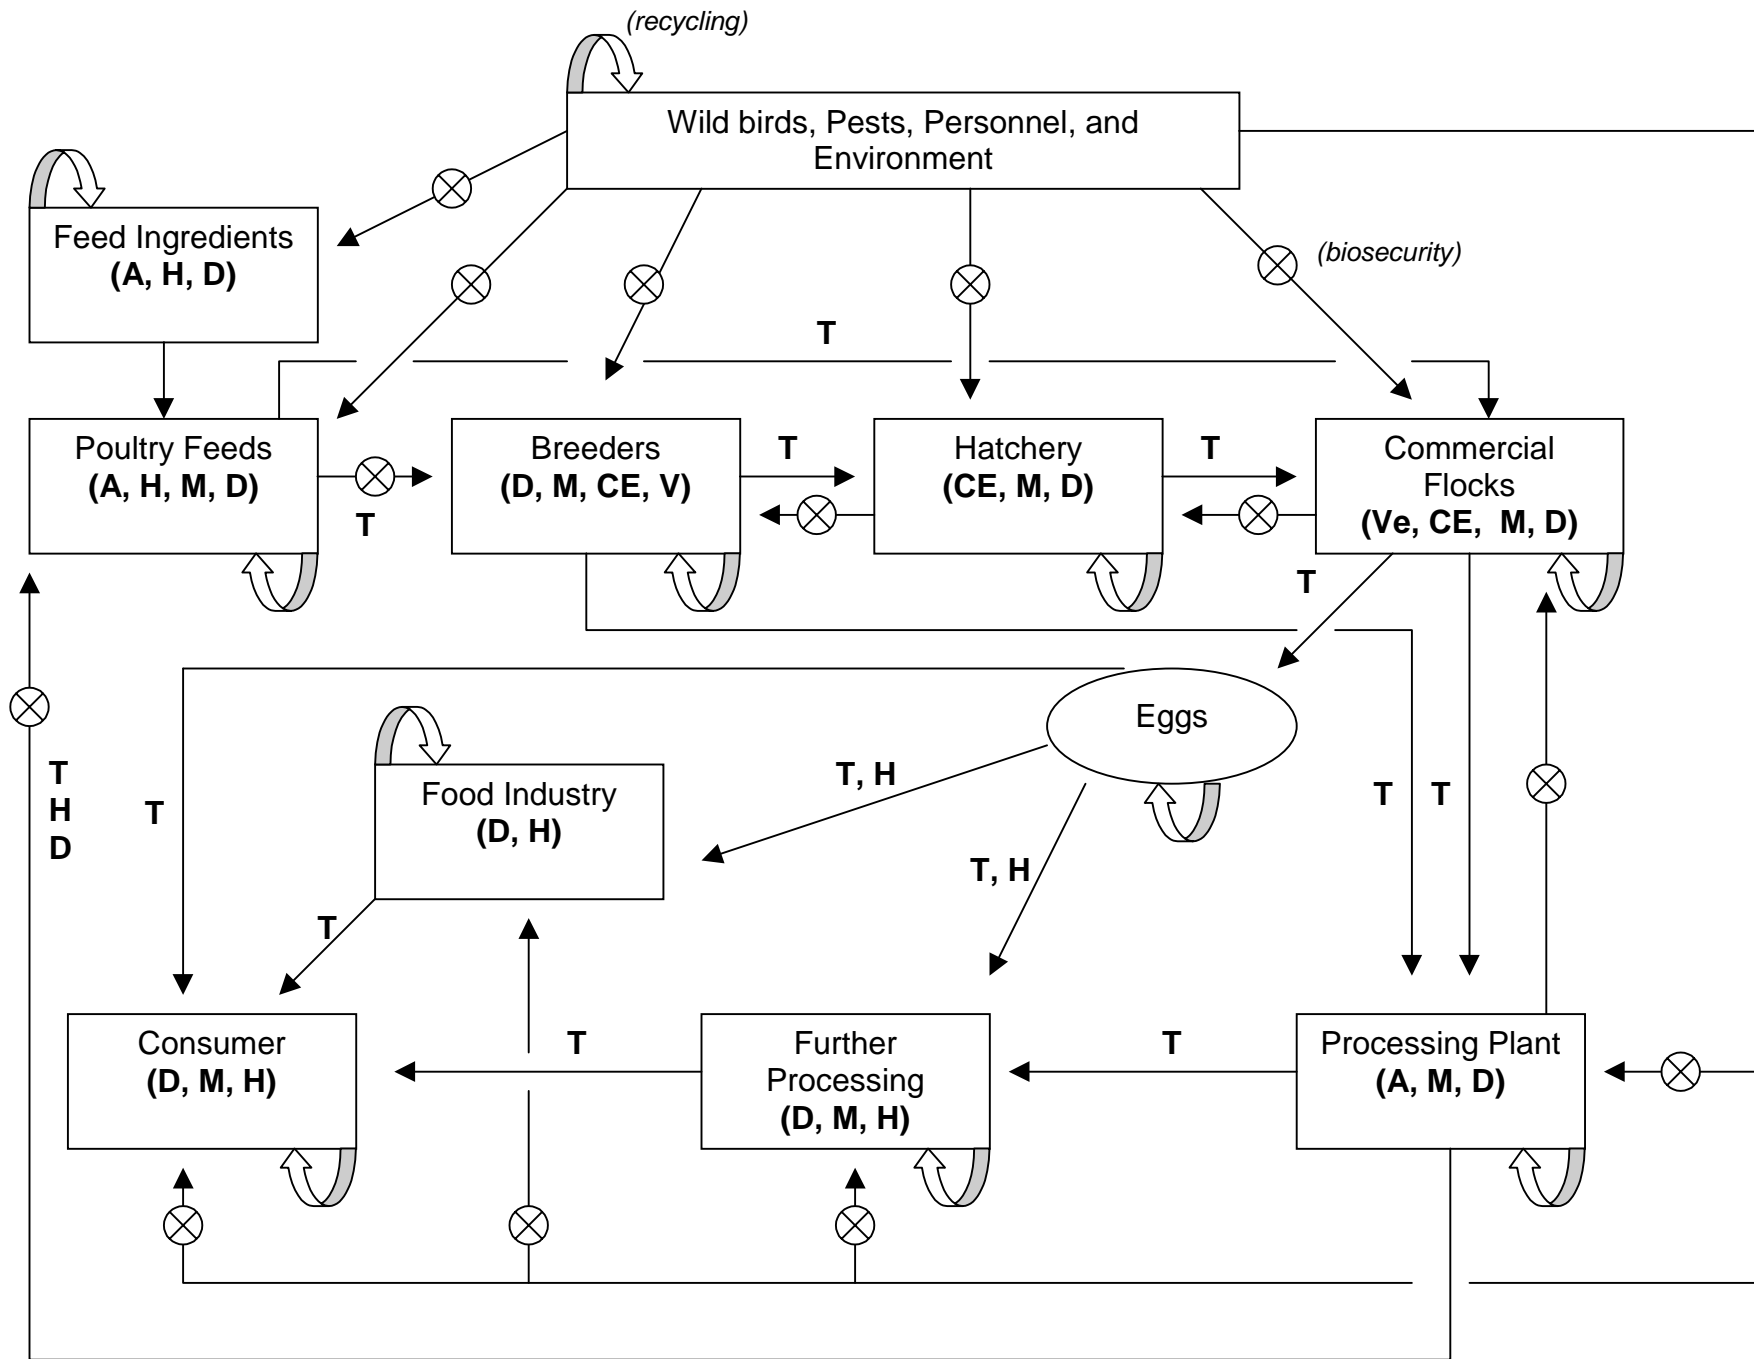 (recycling)
Wild birds, Pests, Personnel, and
Environment
Feed Ingredients
(A, H, D)
(biosecurity)
T
Poultry Feeds
(A, H, M, D)
T
Breeders
(D, M, CE, V)
T
Hatchery
(CE, M, D)
T
Commercial
Flocks
(Ve, CE, M, D)
T
Eggs
T
H
D
T
Food Industry
(D, H)
T, H
T, H
T
T
T
Consumer
(D, M, H)
T
Further
Processing
(D, M, H)
T
Processing Plant
(A, M, D)